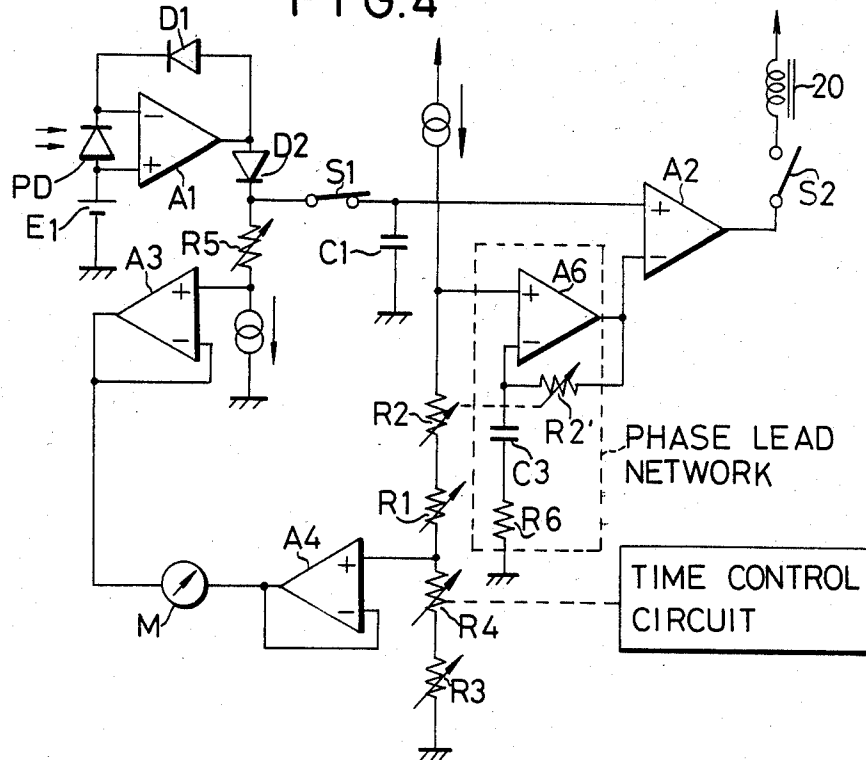 FIG.4
D1
20
D2
A2
S1
S2
PD
A1
E1
R5
C1
A3
A6
R2
R2'
PHASE LEAD
NETWORK
C3
R1
R6
A4
TIME CONTROL
CIRCUIT
M
R4
R3